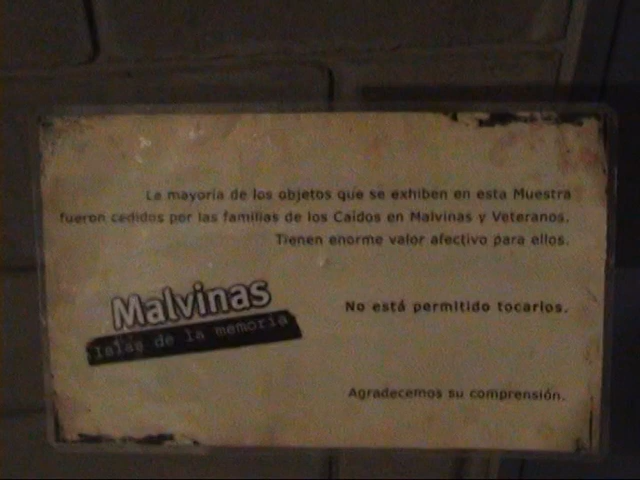 La mayoría de los objetos que se exhiben en esta Muestra
fueron cedidos por las familias de los Caídos en Malvinas y Veteranos.
Tienen enorme valor afectivo para ellos.
Malvinas
Islas de la memoria
No está permitido tocarlos.
Agradecemos su comprensión.